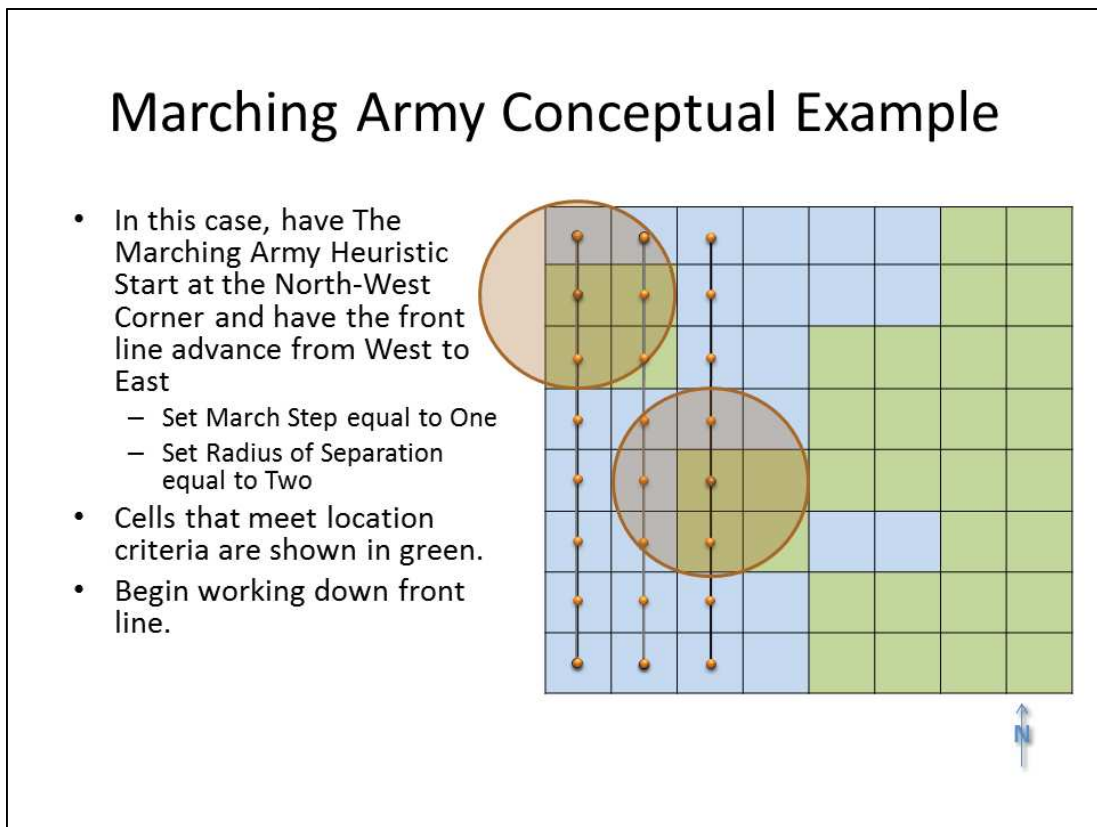 Marching Army Conceptual Example
• In this case, have The
Marching Army Heuristic
Start at the North-West
Corner and have the front
line advance from West to
East
– Set March Step equal to One
– Set Radius of Separation
equal to Two
• Cells that meet location
criteria are shown in green.
• Begin working down front
line.
N